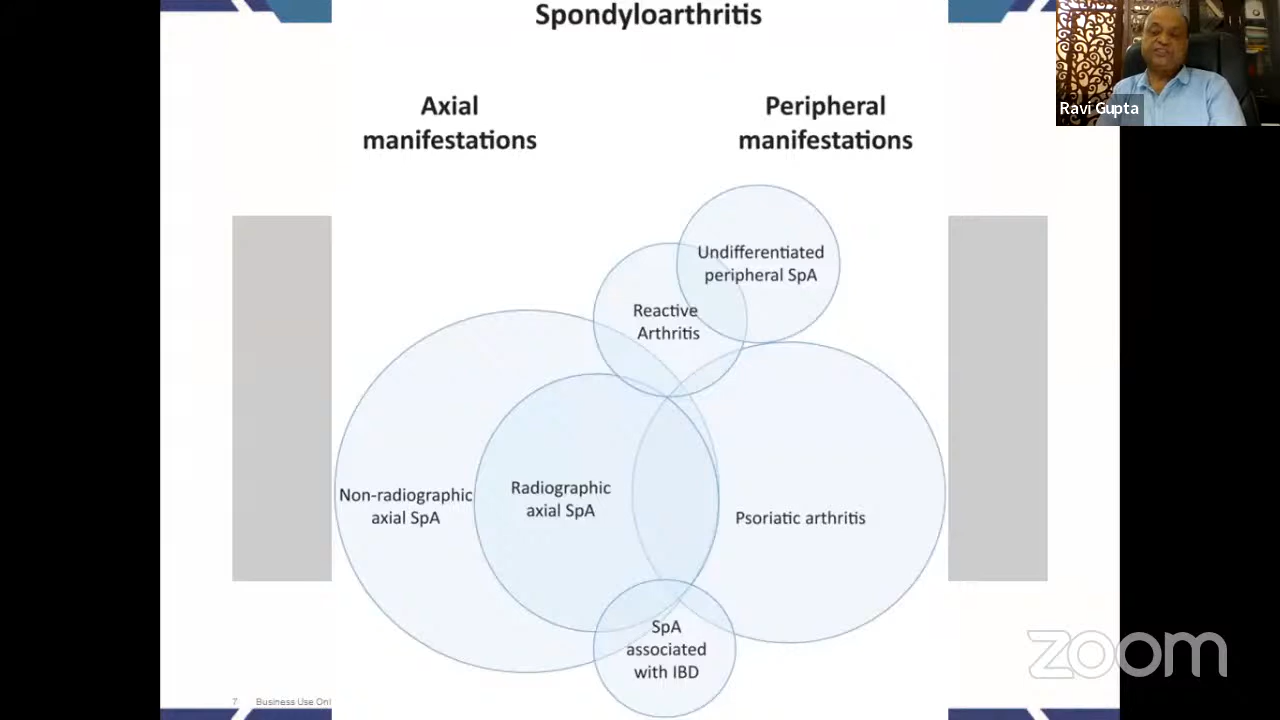 Spondyloarthritis
Axial
manifestations
Peripheral
manifestations
Ravi Gupta
Undifferentiated
peripheral SpA
Reactive
Arthritis
Non-radiographic
axial SpA
Radiographic
axial SpA
Psoriatic arthritis
SpA
associated
with IBD
zoom
7 Business Use Onl